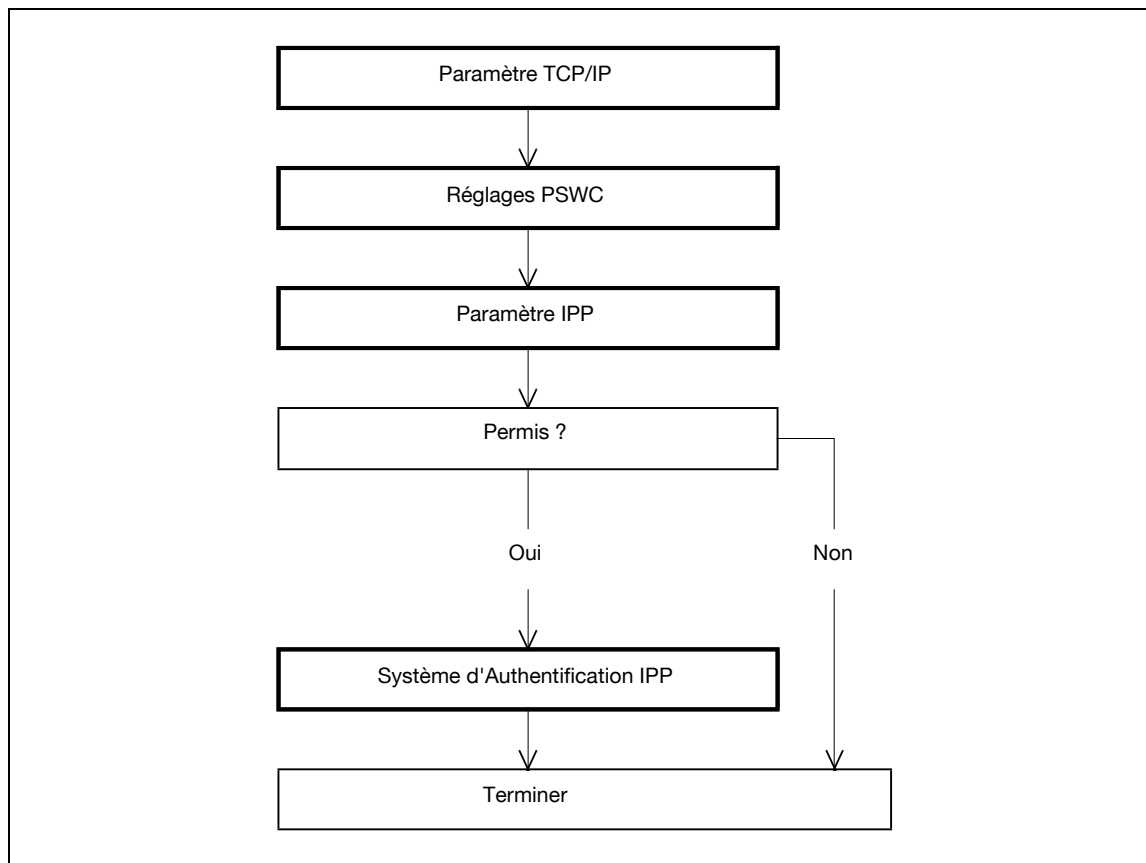 Paramètre TCP/IP
Réglages PSWC
Paramètre IPP
Permis ?
Oui
Non
Système d'Authentification IPP
Terminer